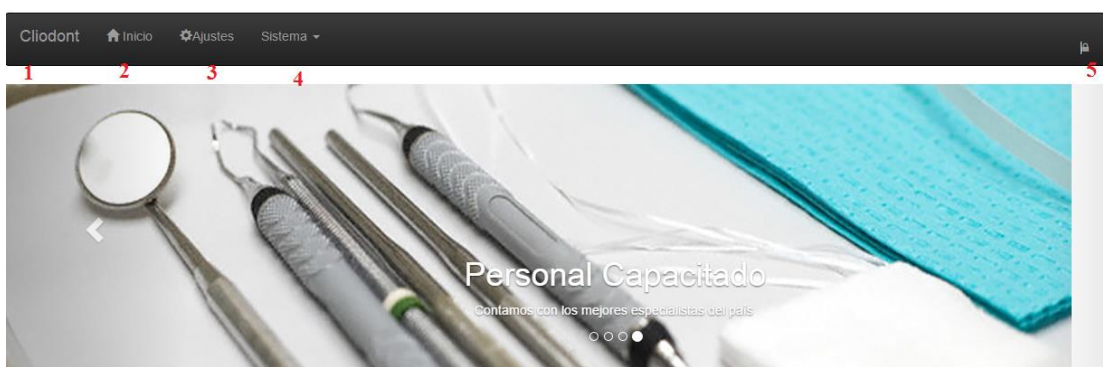 Cliodont Inicio Ajustes Sistema
1 2 3 4 5
Personal Capacitado
Contamos con los mejores especialistas del país